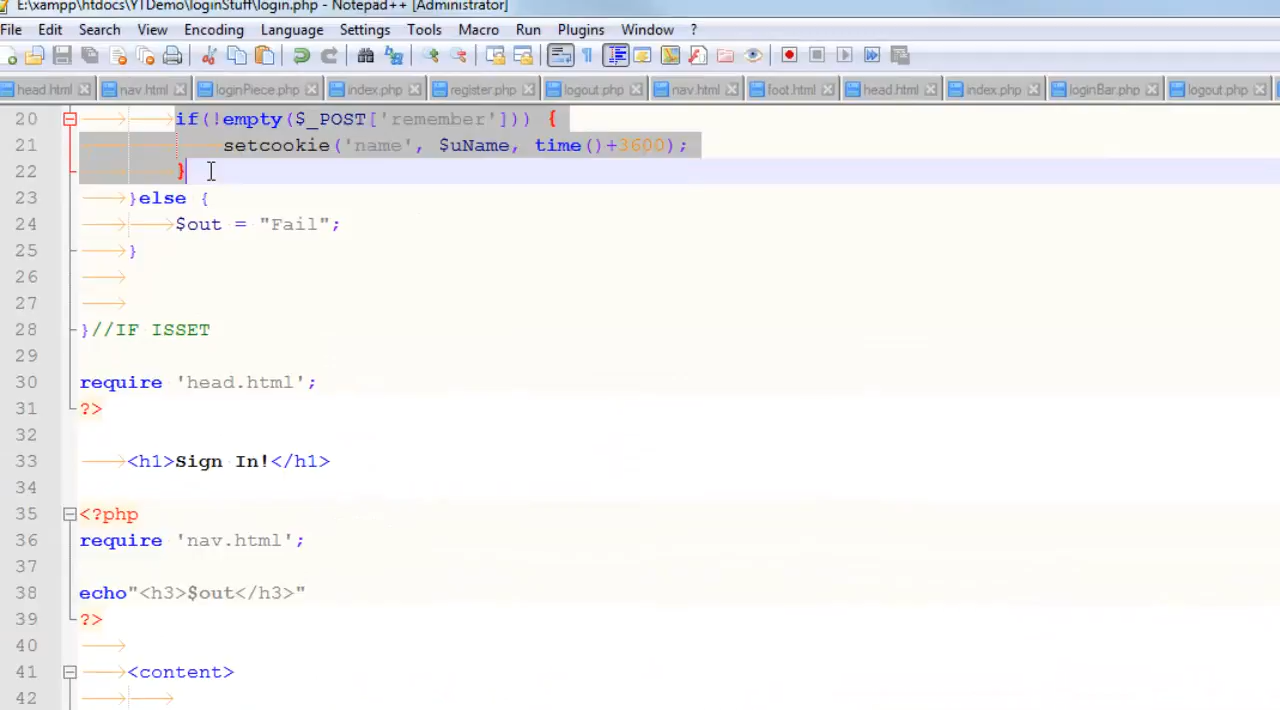 E:\xampp\htdocs\YTDemo\loginStuff\login.php - Notepad++ [Administrator]
File Edit Search View Encoding Language Settings Tools Macro Run Plugins Window ?
head.html nav.html loginPiece.php index.php register.php logout.php nav.html foot.html head.html index.php loginBar.php logout.php
20 if(!empty($_POST['remember'])) {
21 setcookie('name', $uName, time()+3600);
22 }
23 }else {
24 $out = "Fail";
25 }
26
27
28 }//IF ISSET
29
30 require 'head.html';
31 ?>
32
33 <h1>Sign In!</h1>
34
35 <?php
36 require 'nav.html';
37
38 echo"<h3>$out</h3>"
39 ?>
40
41 <content>
42